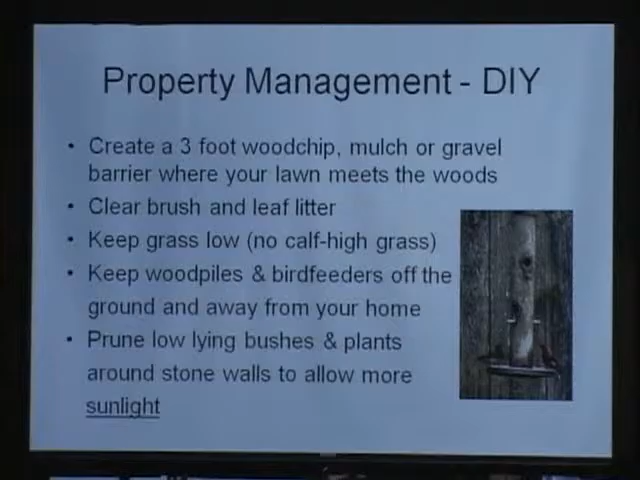 Property Management - DIY
• Create a 3 foot woodchip, mulch or gravel
barrier where your lawn meets the woods
• Clear brush and leaf litter
• Keep grass low (no calf-high grass)
• Keep woodpiles & birdfeeders off the
ground and away from your home
• Prune low lying bushes & plants
around stone walls to allow more
sunlight